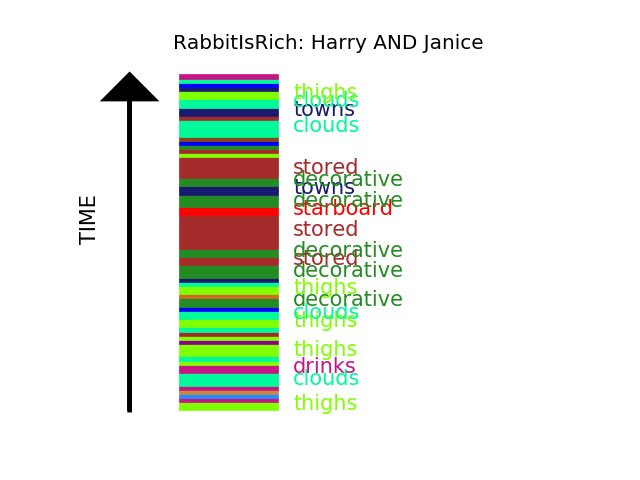 RabbitIsRich: Harry AND Janice
thighs
clouds
towns
clouds
stored
decorative
towns
decorative
starboard
stored
decorative
stored
decorative
thighs
decorative
clouds
thighs
thighs
drinks
clouds
thighs
TIME